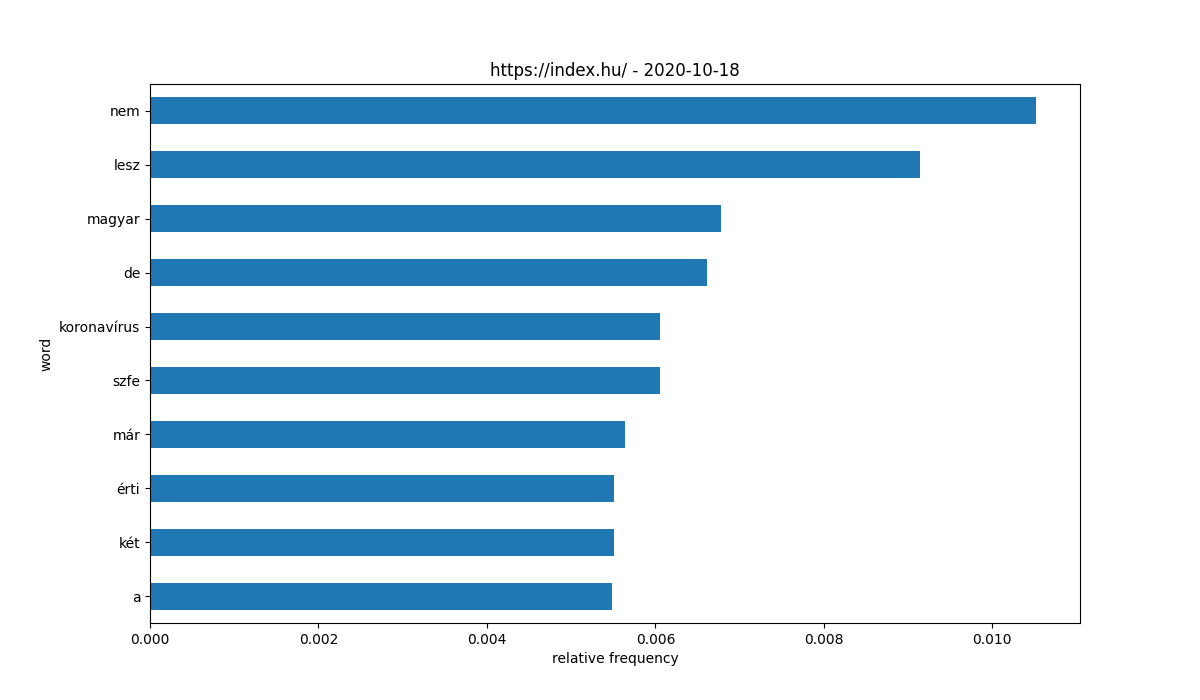 https://index.hu/ - 2020-10-18
nem
lesz
magyar
de
koronavírus
szfe
már
érti
két
a
word
0.000 0.002 0.004 0.006 0.008 0.010
relative frequency